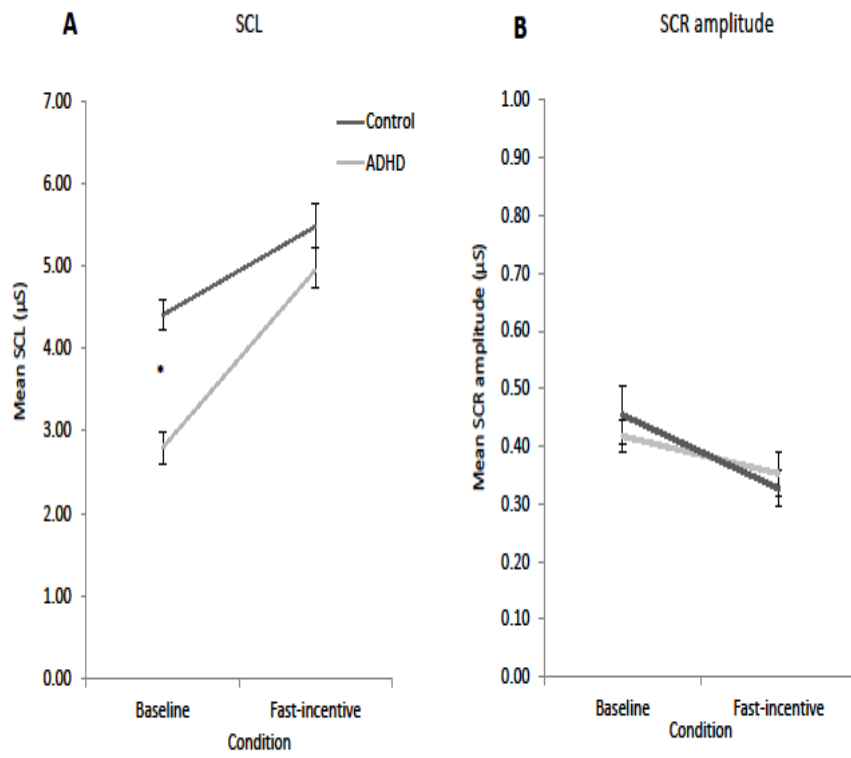 A
SCL
Mean SCL (µS)
7.00
6.00
5.00
4.00
3.00
2.00
1.00
0.00
Control
ADHD
*
Baseline
Fast-incentive
Condition
B
SCR amplitude
Mean SCR amplitude (µS)
1.00
0.90
0.80
0.70
0.60
0.50
0.40
0.30
0.20
0.10
0.00
Baseline
Fast-incentive
Condition